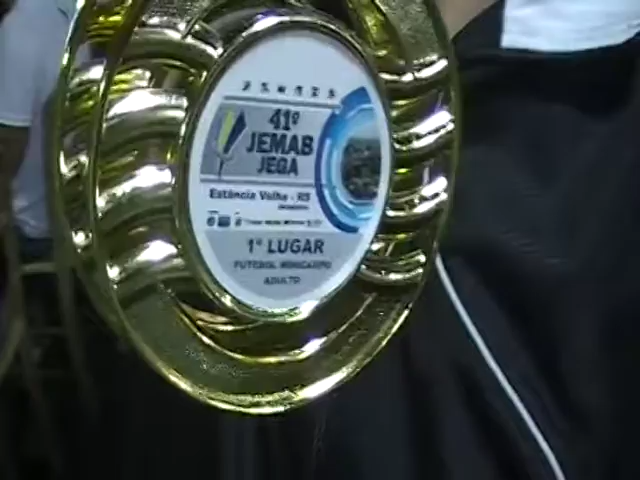 41º
JEMAB
JEGA
Estância Velha - RS
1º LUGAR
FUTEBOL MINICAMPO
ADULTO